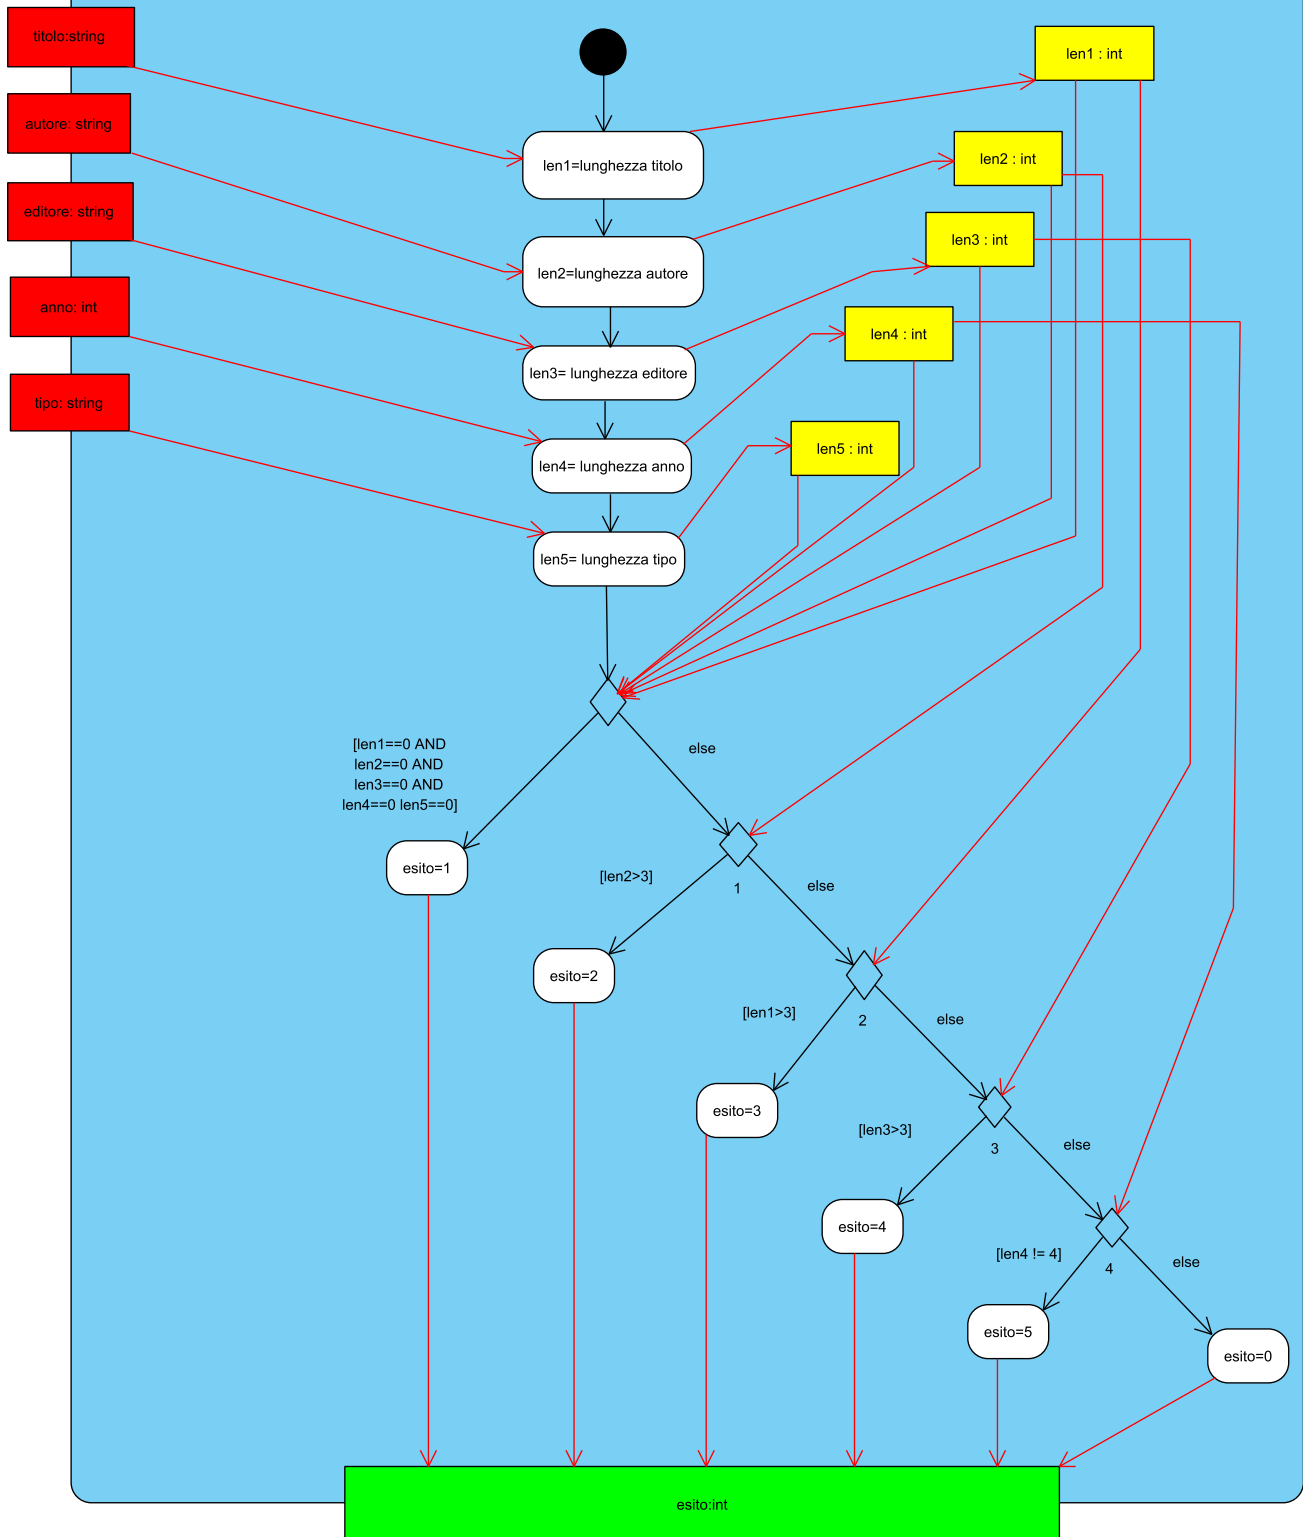 titolo:string
len1 : int
autore: string
len1=lunghezza titolo
len2 : int
editore: string
len2=lunghezza autore
len3 : int
anno: int
len3= lunghezza editore
len4 : int
tipo: string
len4= lunghezza anno
len5 : int
len5= lunghezza tipo
[len1==0 AND
len2==0 AND
len3==0 AND
len4==0 len5==0]
else
esito=1
[len2>3]
1
else
esito=2
[len1>3]
2
else
esito=3
[len3>3]
3
else
esito=4
[len4 != 4]
4
else
esito=5
esito=0
esito:int